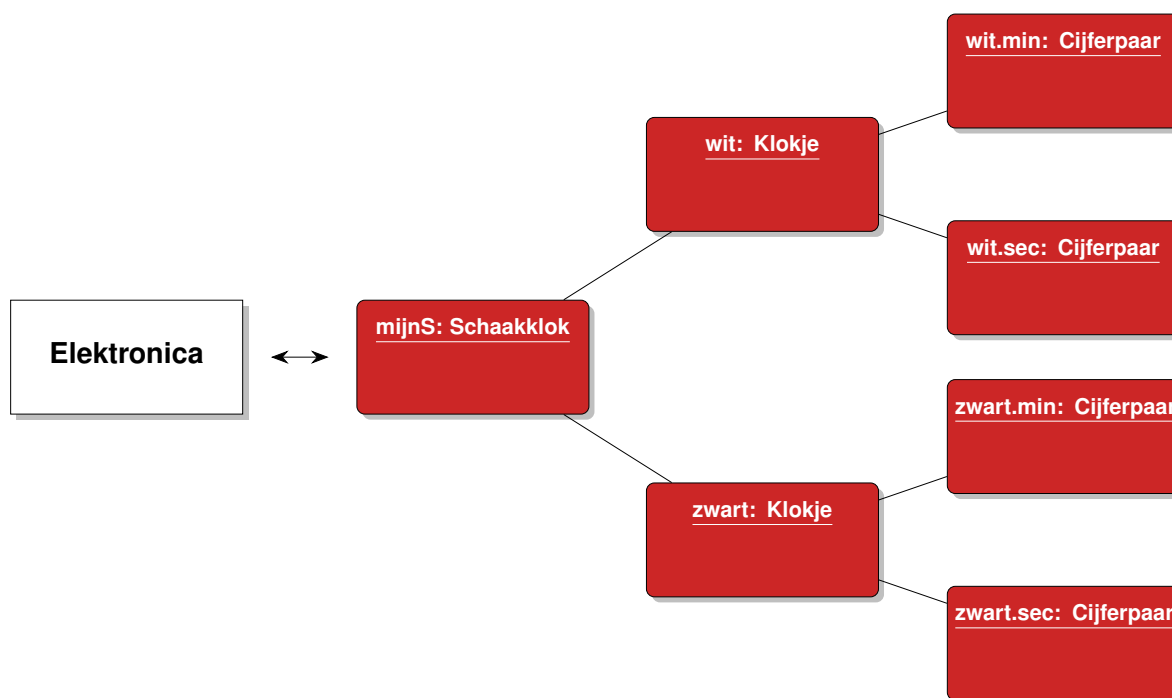 wit.min: Cijferpaar
wit: Klokje
wit.sec: Cijferpaar
Elektronica
mijnS: Schaakklok
zwart.min: Cijferpaar
zwart: Klokje
zwart.sec: Cijferpaar